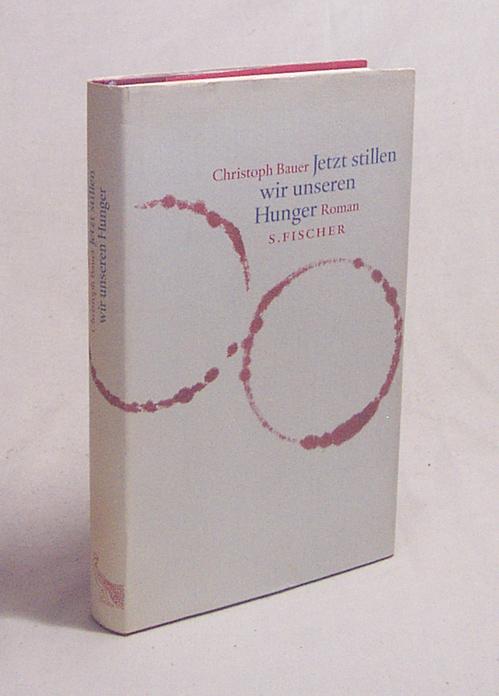 Christoph Bauer Jetzt stillen
wir unseren
Hunger Roman
S. FISCHER
Christoph Bauer Jetzt stillen
wir unseren Hunger